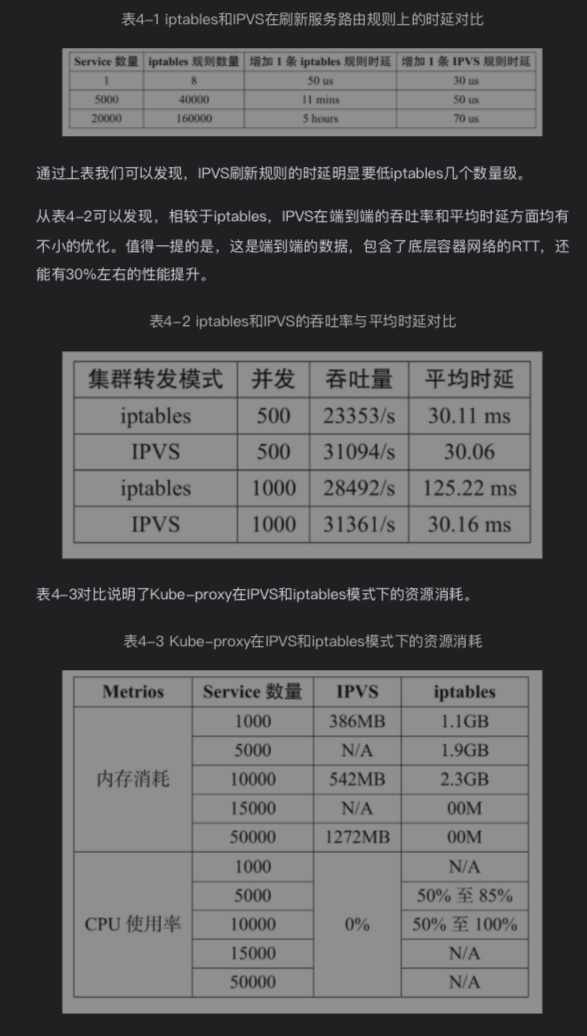 表4-1 iptables和IPVS在刷新服务路由规则上的时延对比
Service 数量 iptables 规则数量 增加 1 条 iptables 规则时延 增加 1 条 IPVS 规则时延
1 8 50 us 30 us
5000 40000 11 mins 50 us
20000 160000 5 hours 70 us
通过上表我们可以发现，IPVS刷新规则的时延明显要低iptables几个数量级。
从表4-2可以发现，相较于iptables，IPVS在端到端的吞吐率和平均时延方面均有
不小的优化。值得一提的是，这是端到端的数据，包含了底层容器网络的RTT，还
能有30%左右的性能提升。
表4-2 iptables和IPVS的吞吐率与平均时延对比
集群转发模式 并发 吞吐量 平均时延
iptables 500 23353/s 30.11 ms
IPVS 500 31094/s 30.06
iptables 1000 28492/s 125.22 ms
IPVS 1000 31361/s 30.16 ms
表4-3对比说明了Kube-proxy在IPVS和iptables模式下的资源消耗。
表4-3 Kube-proxy在IPVS和iptables模式下的资源消耗
Metrios Service 数量 IPVS iptables
1000 386MB 1.1GB
5000 N/A 1.9GB
内存消耗 10000 542MB 2.3GB
15000 N/A 00M
50000 1272MB 00M
1000 N/A
5000 50% 至 85%
CPU 使用率 10000 0% 50% 至 100%
15000 N/A
50000 N/A